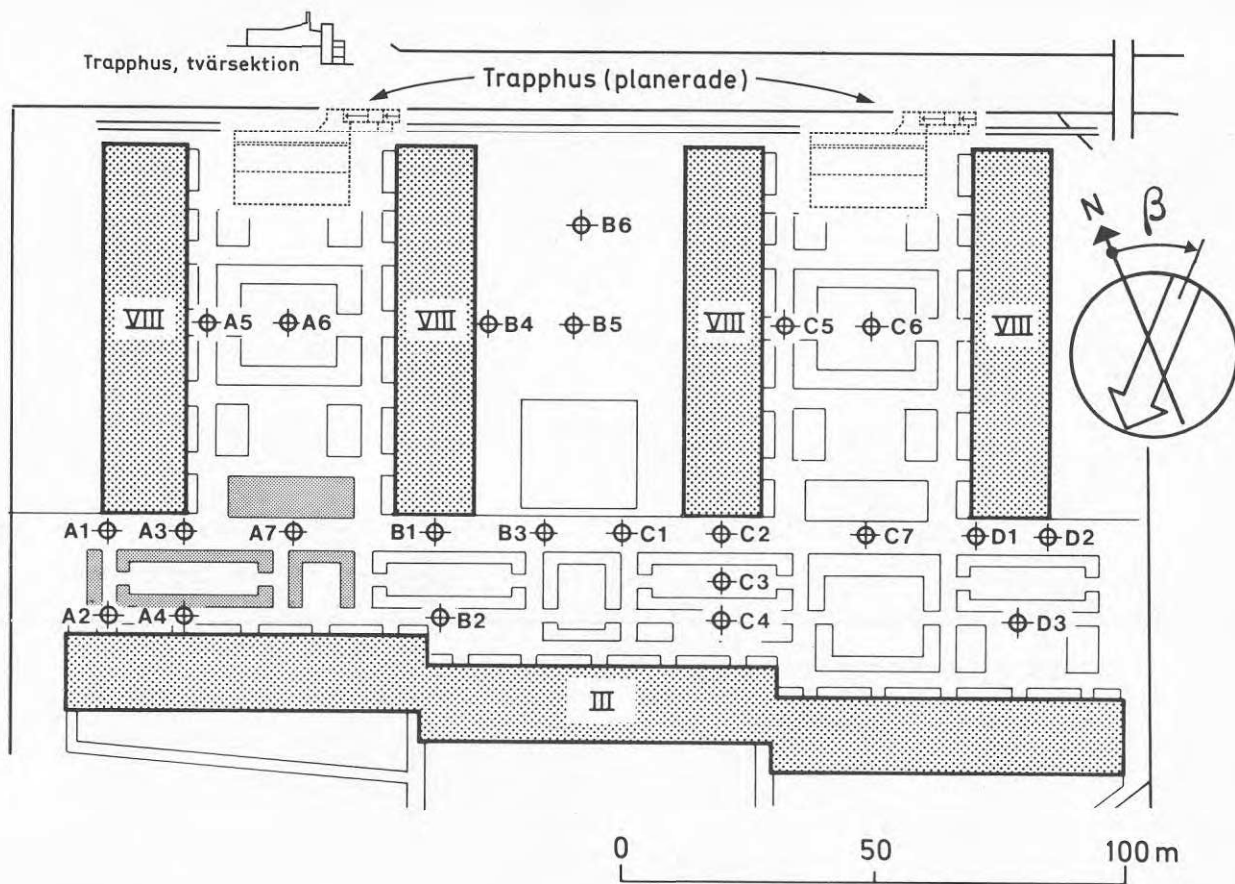 Trapphus, tvärsektion
Trapphus (planerade)
N β
B6
VIII A5 A6 VIII B4 B5 VIII C5 C6 VIII
A1 A3 A7 B1 B3 C1 C2 C7 D1 D2
C3
A2 A4 B2 C4 D3
III
0 50 100 m